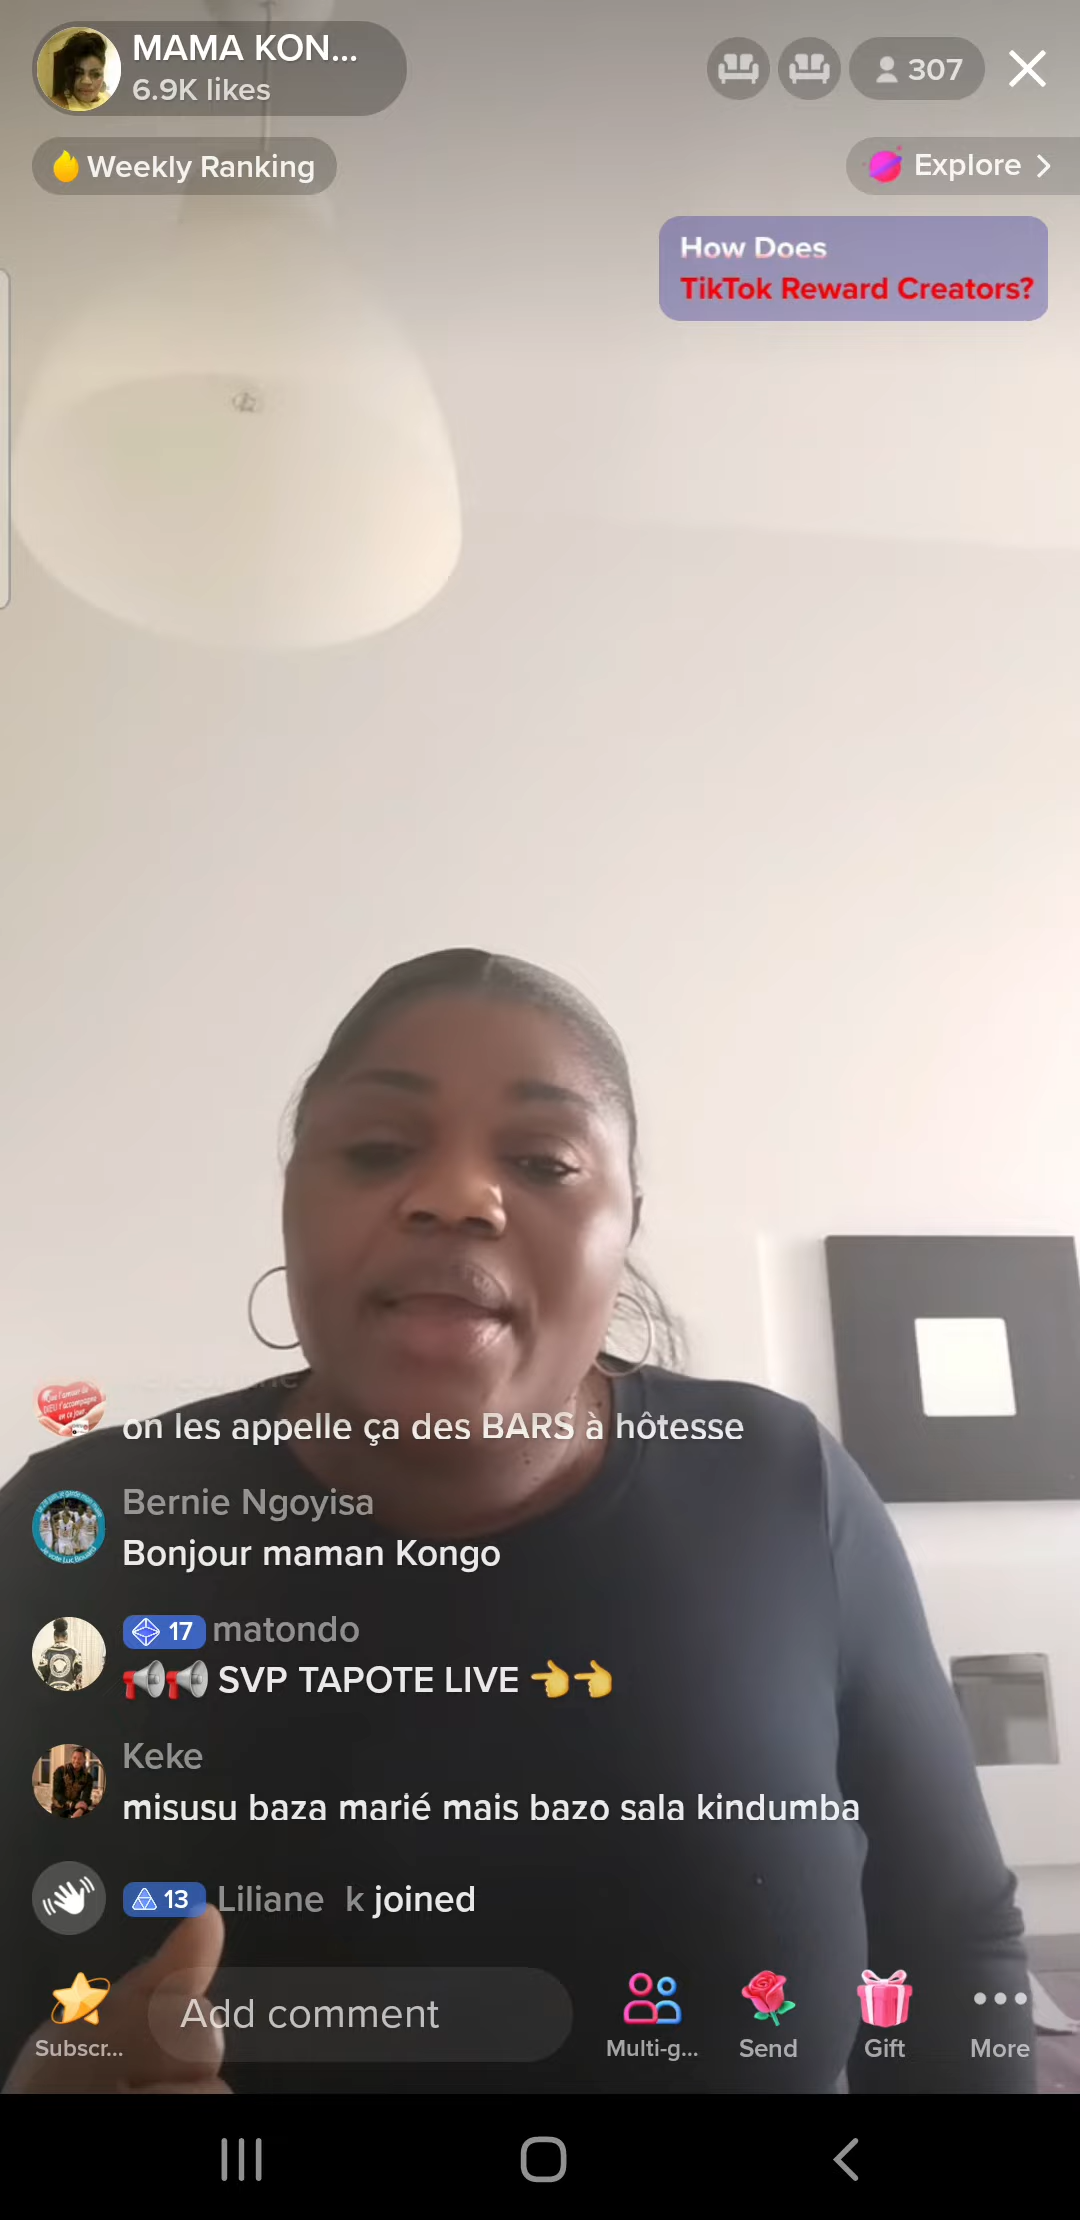 MAMA KON...
6.9K likes
307
Weekly Ranking
Explore
How Does
TikTok Reward Creators?
on les appelle ça des BARS à hôtesse
Bernie Ngoyisa
Bonjour maman Kongo
17 matondo
📢📢 SVP TAPOTE LIVE 👈👈
Keke
misusu baza marié mais bazo sala kindumba
13 Liliane k joined
Subscr...
Add comment
Multi-g...
Send
Gift
More